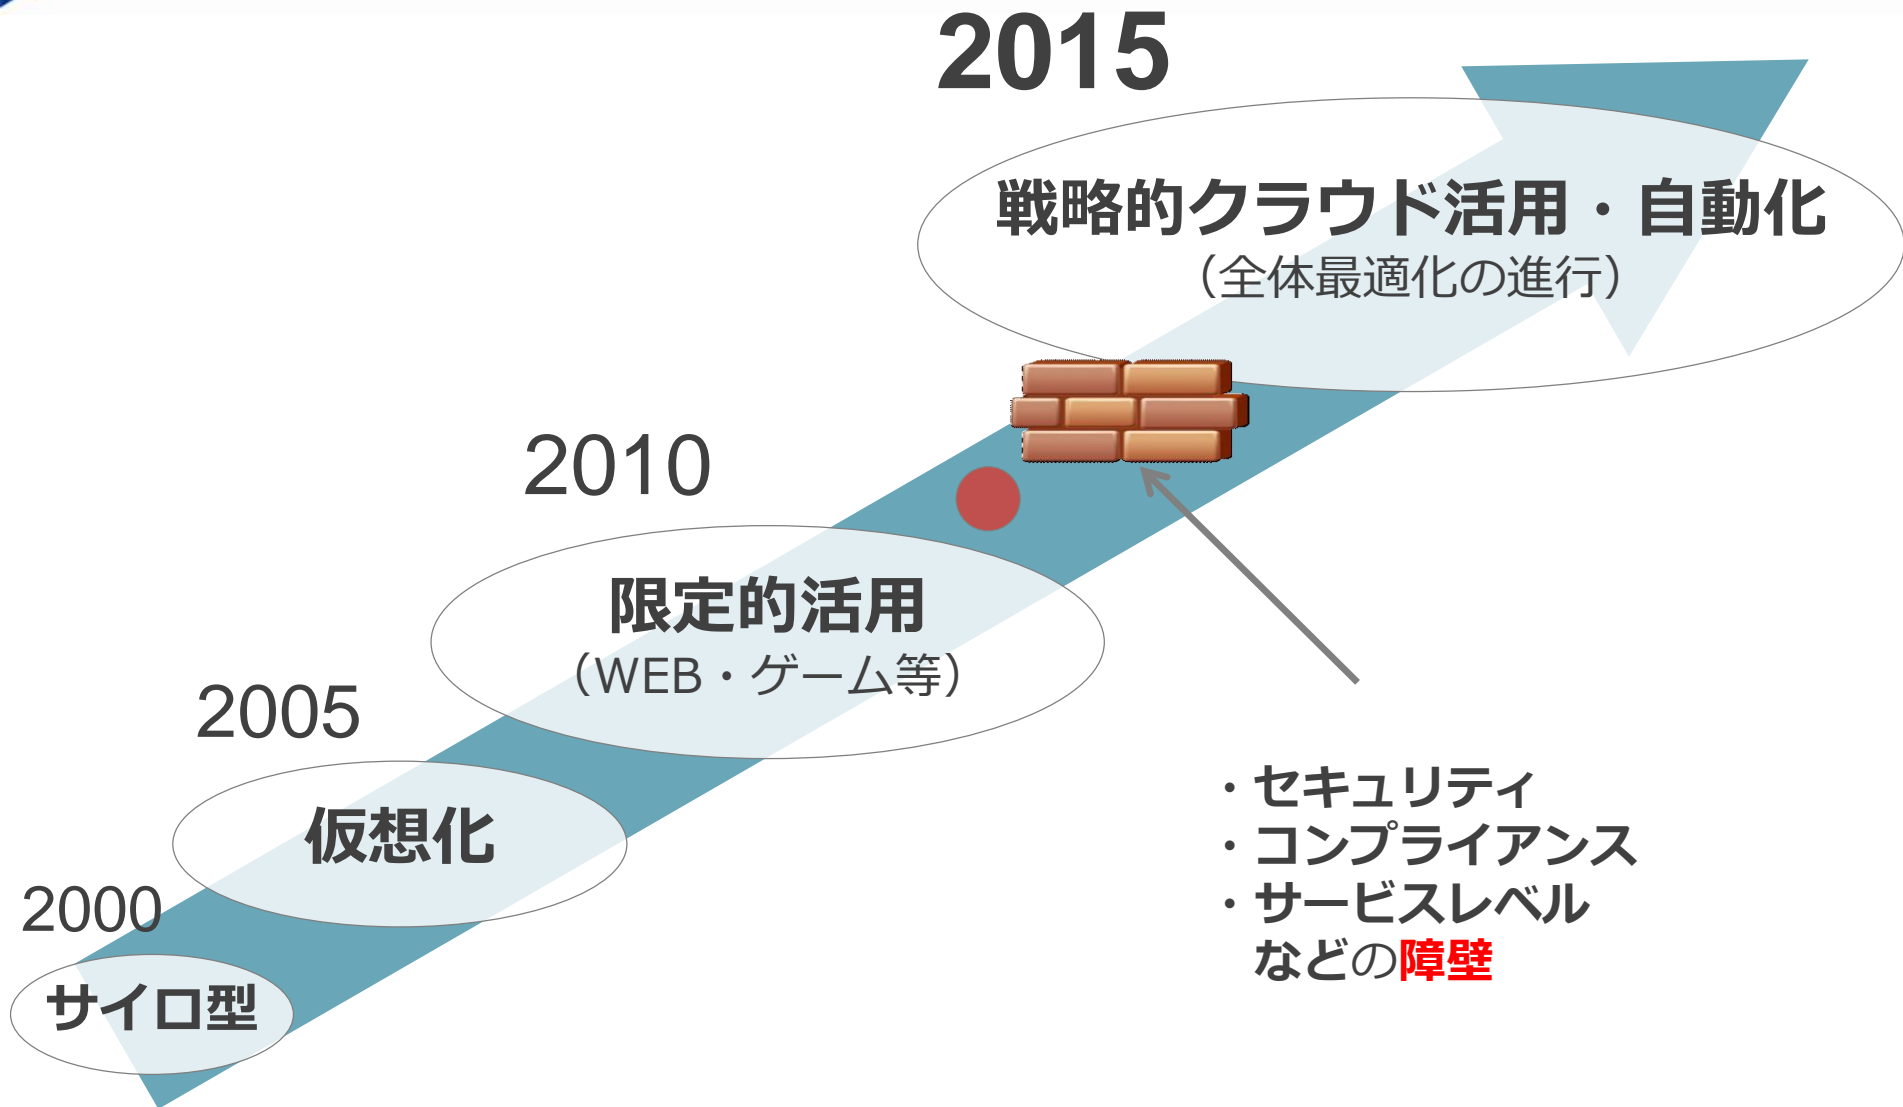 2015
戦略的クラウド活用・自動化
（全体最適化の進行）
2010
限定的活用
（WEB・ゲーム等）
2005
仮想化
2000
サイロ型
・セキュリティ
・コンプライアンス
・サービスレベル
などの障壁